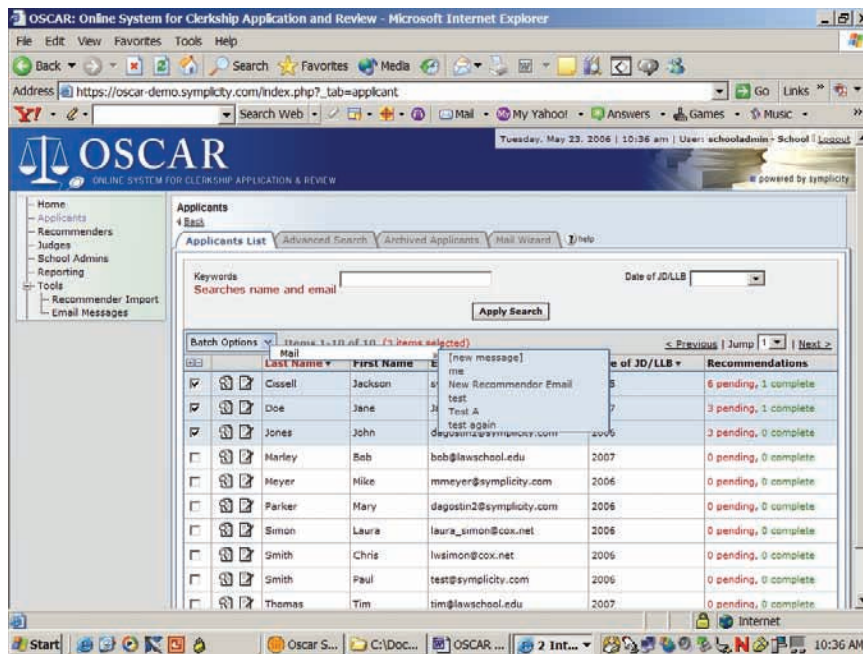 OSCAR: Online System for Clerkship Application and Review - Microsoft Internet Explorer
File Edit View Favorites Tools Help
Back Search Favorites Media
Address https://oscar-demo.symplicity.com/index.php?_tab=applicant Go Links »
Y! Search Web Mail My Yahoo! Answers Games Music »
Tuesday, May 23, 2006 | 10:36 am | User: schooladmin - School | Logout
OSCAR
ONLINE SYSTEM FOR CLERKSHIP APPLICATION & REVIEW
powered by symplicity
Home
Applicants
Recommenders
Judges
School Admins
Reporting
Tools
Recommender Import
Email Messages
Applicants
Back
Applicants List Advanced Search Archived Applicants Mail Wizard help
Keywords Date of JD/LLB
Searches name and email
Apply Search
Batch Options Items 1-10 of 10 (3 items selected) < Previous | Jump 1 | Next >
Mail
[new message]
me
New Recommendor Email
test
Test A
test again
Last Name First Name e of JD/LLB Recommendations
Cissell Jackson 6 pending, 1 complete
Doe Jane 3 pending, 1 complete
Jones John dagostin2@symplicity.com 2006 3 pending, 0 complete
Marley Bob bob@lawschool.edu 2007 0 pending, 0 complete
Meyer Mike mmeyer@symplicity.com 2006 0 pending, 0 complete
Parker Mary dagostin2@symplicity.com 2006 0 pending, 0 complete
Simon Laura laura_simon@cox.net 2006 0 pending, 0 complete
Smith Chris lwsimon@cox.net 2006 0 pending, 0 complete
Smith Paul test@symplicity.com 2006 0 pending, 0 complete
Thomas Tim tim@lawschool.edu 2007 0 pending, 0 complete
Internet
Start Oscar S... C:\Doc... OSCAR ... 2 Int... 10:36 AM